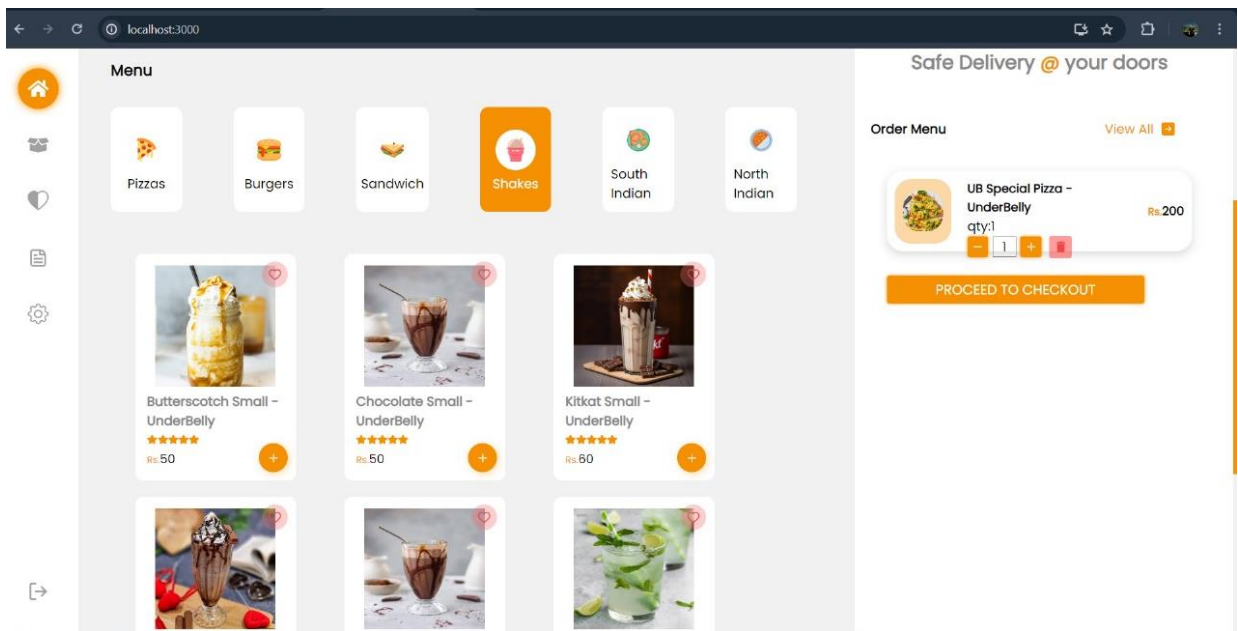 localhost:3000
Menu
Safe Delivery @ your doors
Order Menu
View All
Pizzas
Burgers
Sandwich
Shakes
South
Indian
North
Indian
UB Special Pizza -
UnderBelly
Rs.200
qty:1
- 1 +
PROCEED TO CHECKOUT
Butterscotch Small -
UnderBelly
Rs.50
+
Chocolate Small -
UnderBelly
Rs.50
+
Kitkat Small -
UnderBelly
Rs.60
+